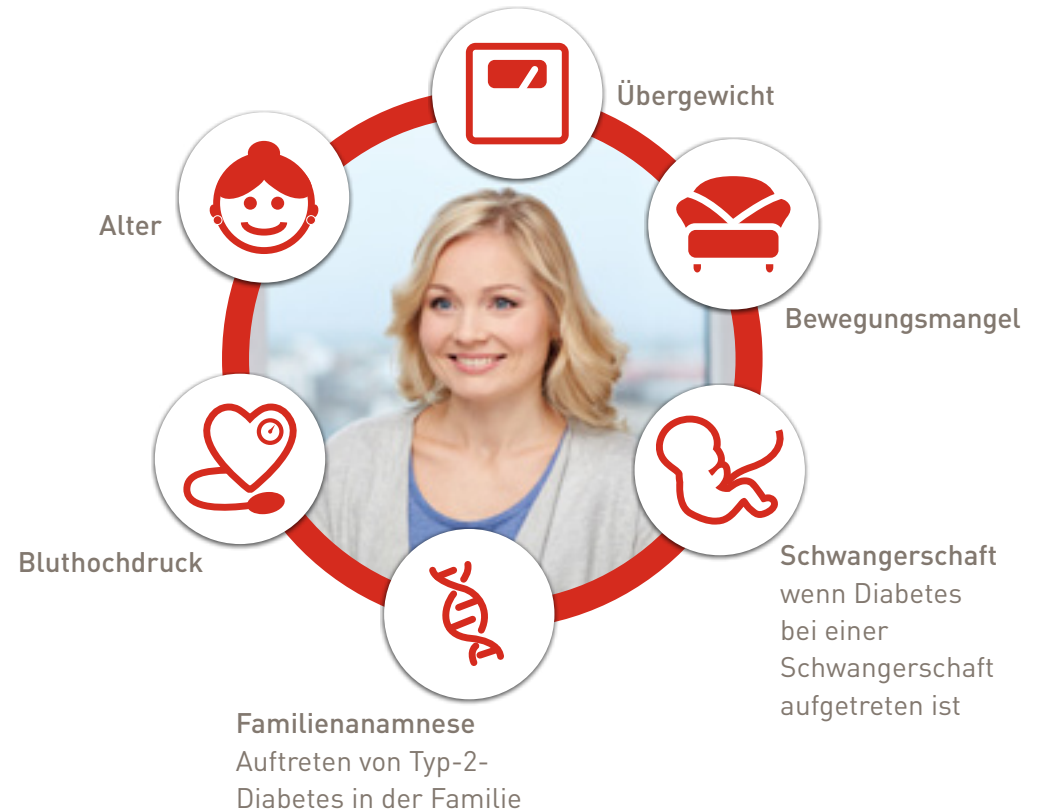 Übergewicht
Alter
Bewegungsmangel
Bluthochdruck
Schwangerschaft
wenn Diabetes
bei einer
Schwangerschaft
aufgetreten ist
Familienanamnese
Auftreten von Typ-2-
Diabetes in der Familie